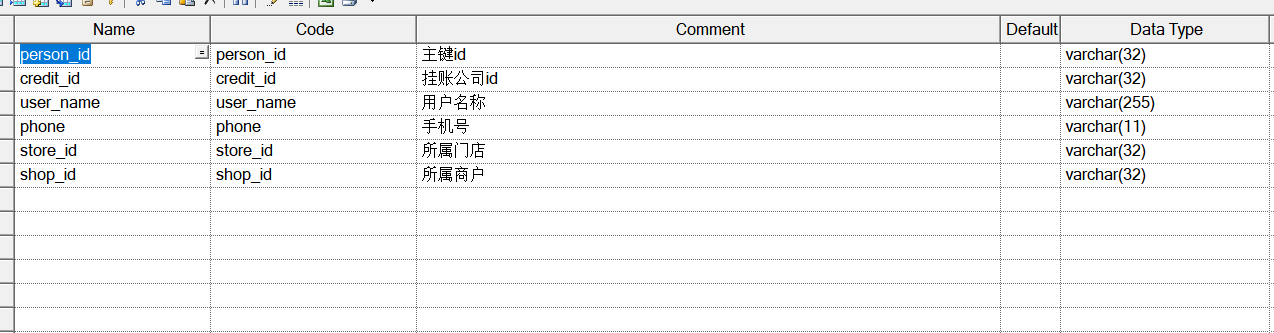 Name Code Comment Default Data Type
person_id = person_id 主键id varchar(32)
credit_id credit_id 挂账公司id varchar(32)
user_name user_name 用户名称 varchar(255)
phone phone 手机号 varchar(11)
store_id store_id 所属门店 varchar(32)
shop_id shop_id 所属商户 varchar(32)